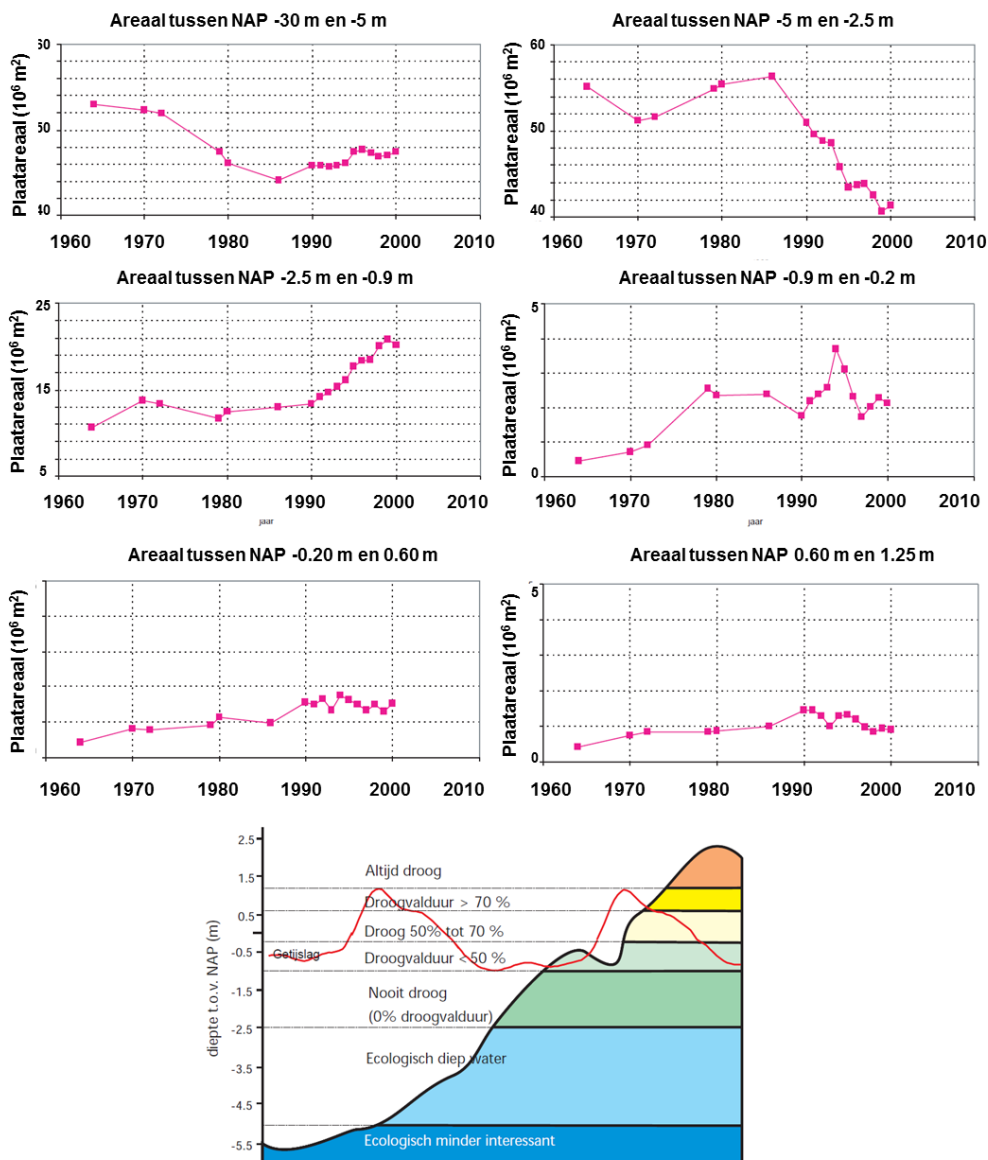 Areaal tussen NAP -30 m en -5 m
Plaatareaal (10⁶ m²)
60
50
40
1960 1970 1980 1990 2000 2010
Areaal tussen NAP -5 m en -2.5 m
Plaatareaal (10⁶ m²)
60
50
40
1960 1970 1980 1990 2000 2010
Areaal tussen NAP -2.5 m en -0.9 m
Plaatareaal (10⁶ m²)
25
15
5
1960 1970 1980 1990 2000 2010
jaar
Areaal tussen NAP -0.9 m en -0.2 m
Plaatareaal (10⁶ m²)
5
0
1960 1970 1980 1990 2000 2010
jaar
Areaal tussen NAP -0.20 m en 0.60 m
Plaatareaal (10⁶ m²)
1960 1970 1980 1990 2000 2010
Areaal tussen NAP 0.60 m en 1.25 m
Plaatareaal (10⁶ m²)
5
0
1960 1970 1980 1990 2000 2010
diepte t.o.v. NAP (m)
2.5
1.5
0.5
-0.5
-1.5
-2.5
-3.5
-4.5
-5.5
Altijd droog
Droogvalduur > 70 %
Droog 50% tot 70 %
Getijslag
Droogvalduur < 50 %
Nooit droog
(0% droogvalduur)
Ecologisch diep water
Ecologisch minder interessant